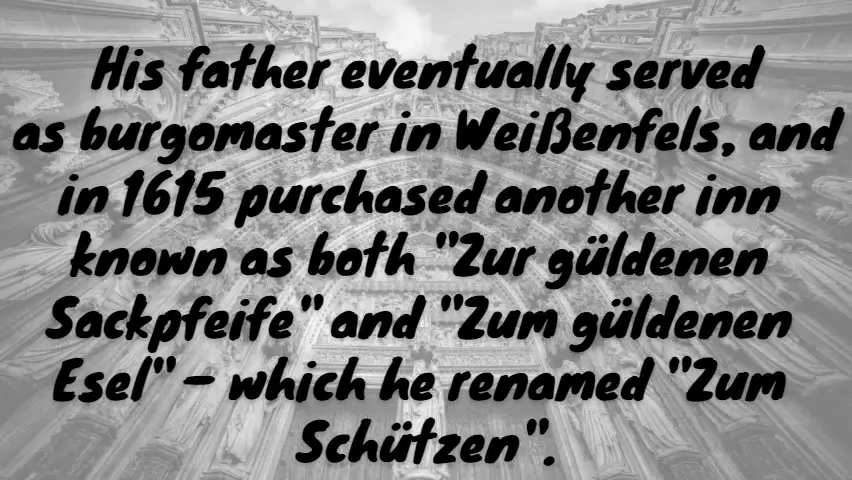 His father eventually served
as burgomaster in Weißenfels, and
in 1615 purchased another inn
known as both "Zur güldenen
Sackpfeife" and "Zum güldenen
Esel" – which he renamed "Zum
Schützen".